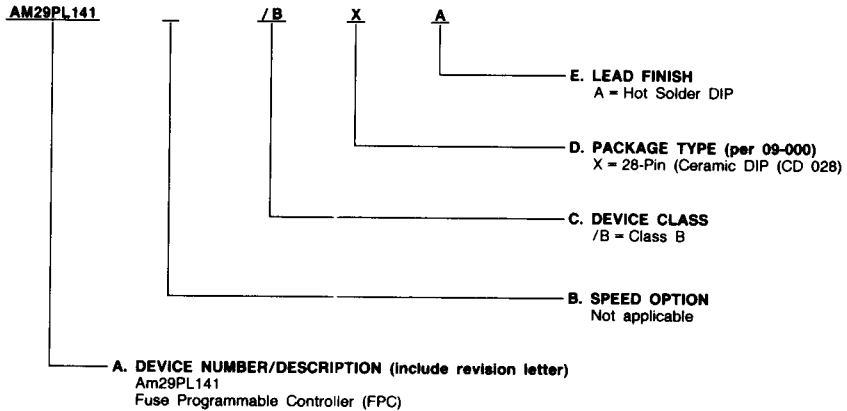 AM29PL141 – /B X A
E. LEAD FINISH
A = Hot Solder DIP
D. PACKAGE TYPE (per 09-000)
X = 28-Pin (Ceramic DIP (CD 028)
C. DEVICE CLASS
/B = Class B
B. SPEED OPTION
Not applicable
A. DEVICE NUMBER/DESCRIPTION (include revision letter)
Am29PL141
Fuse Programmable Controller (FPC)